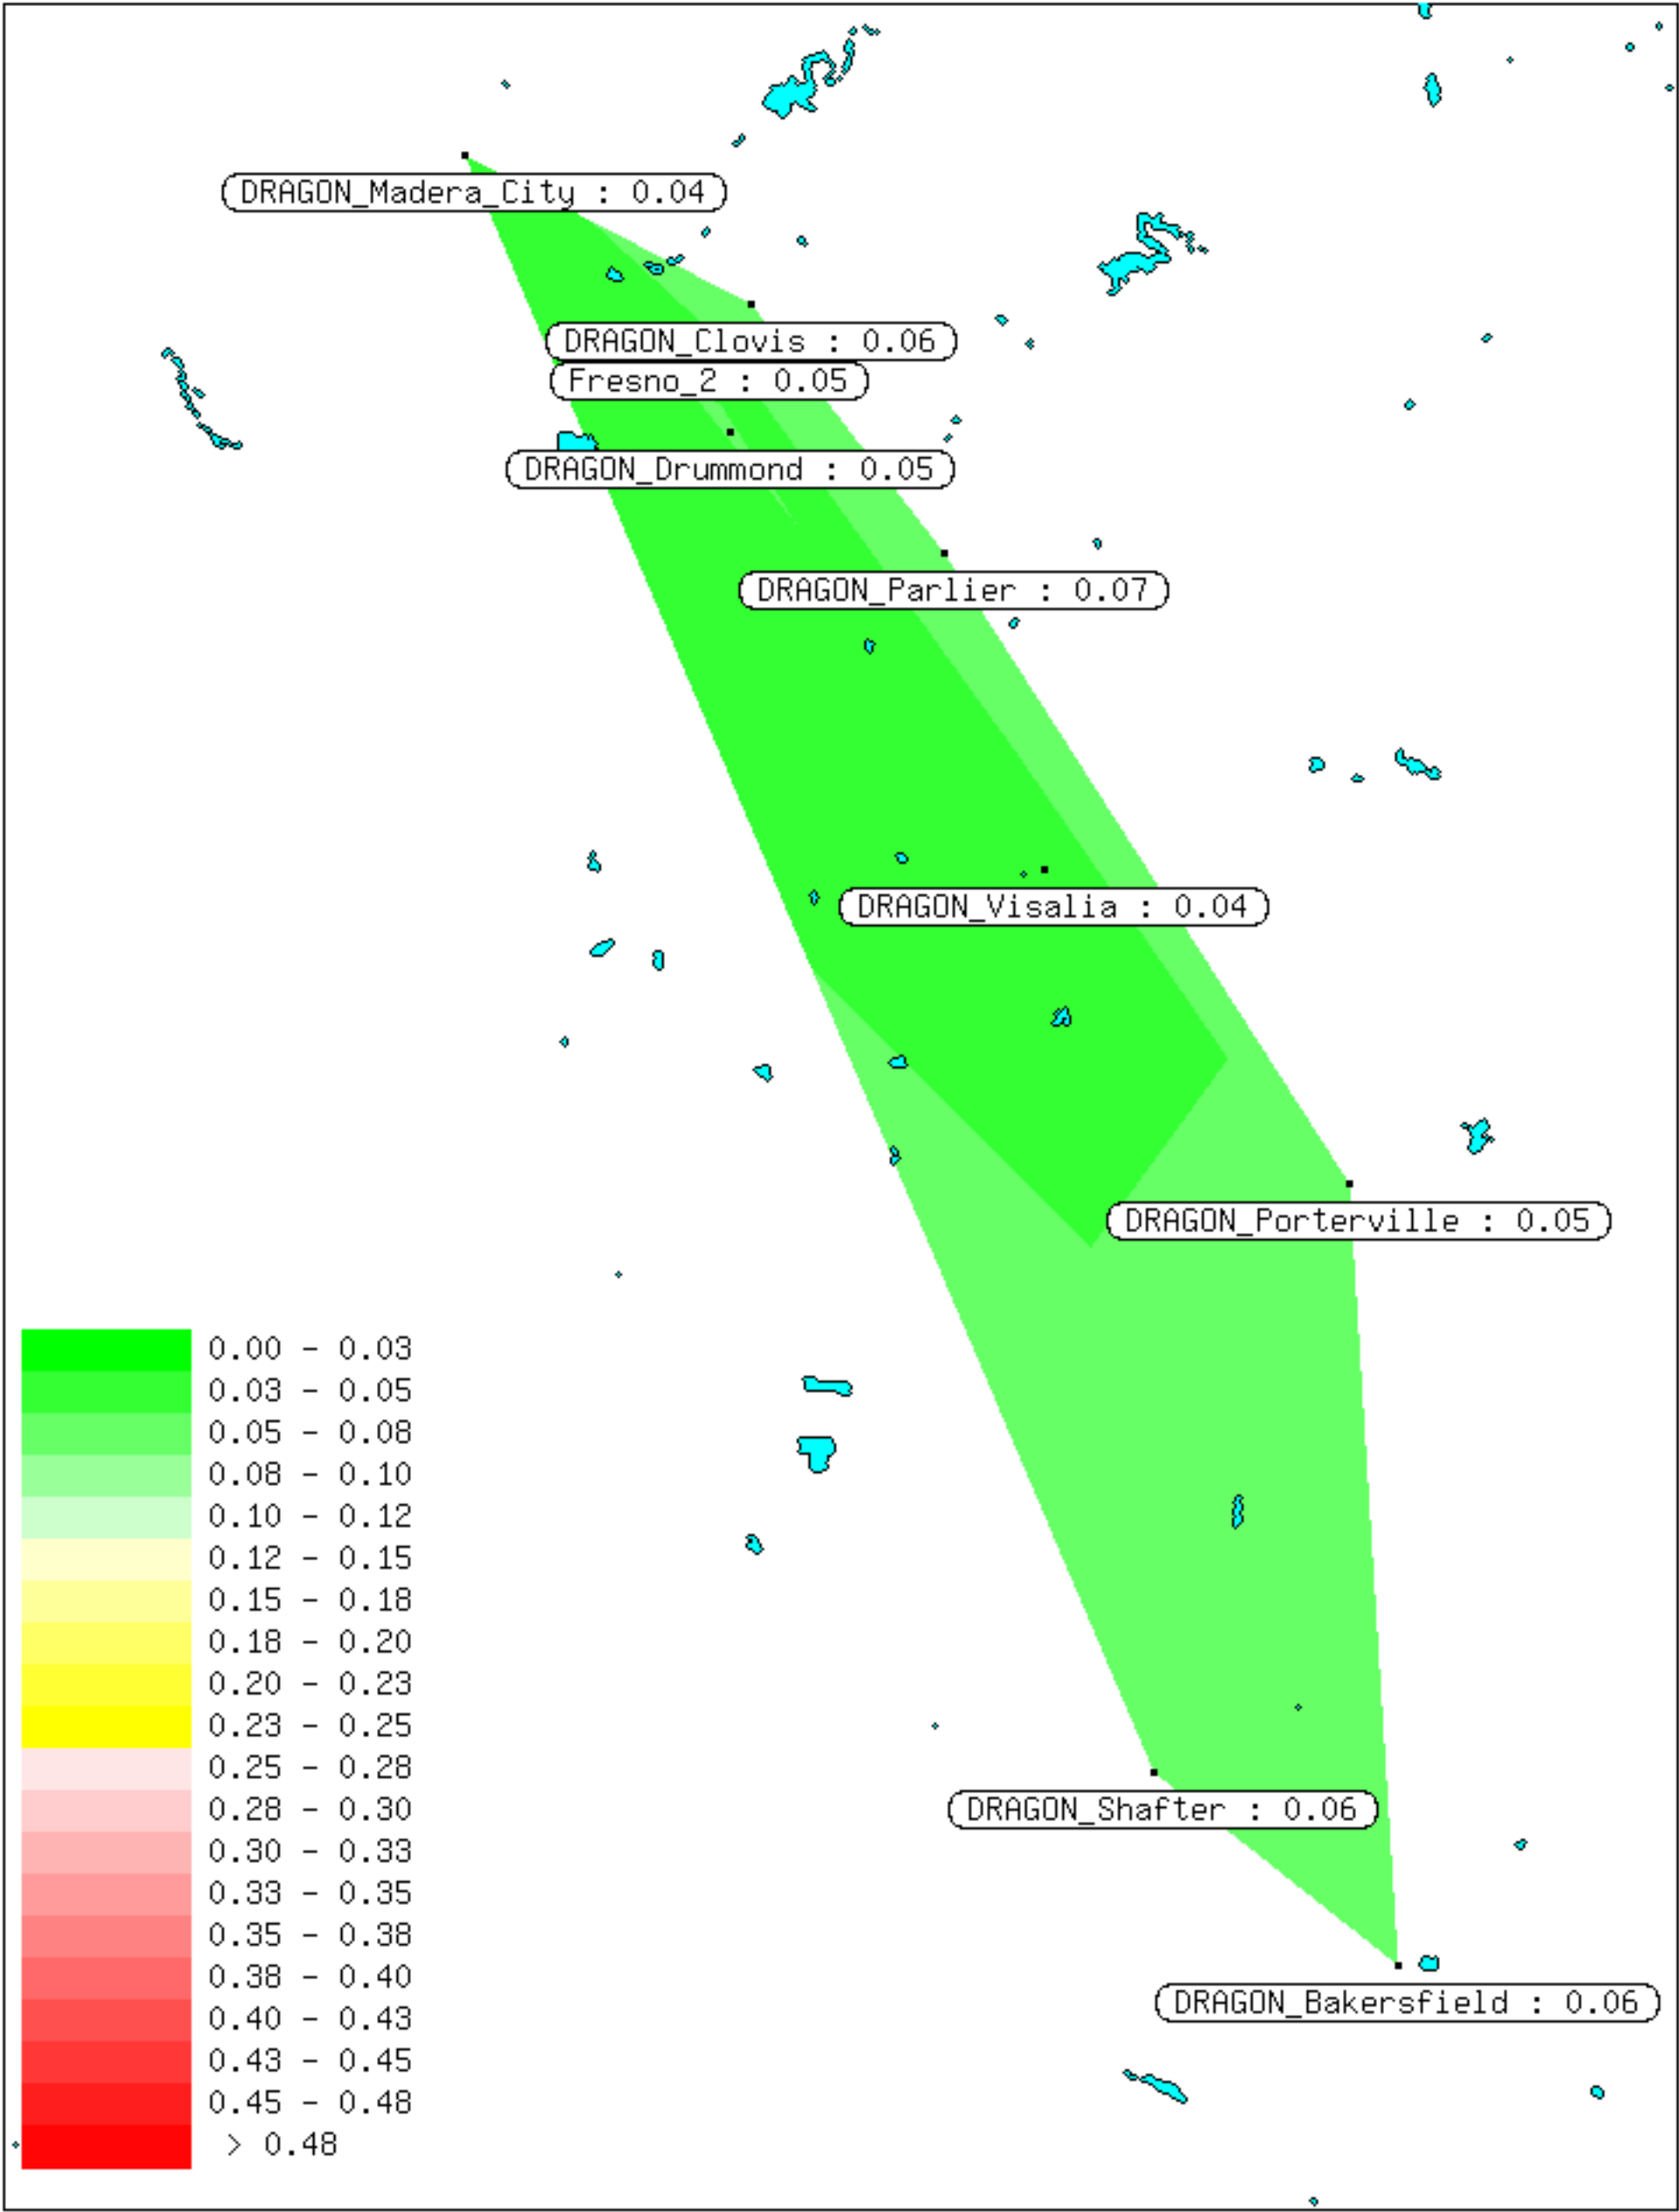 DRAGON_Madera_City : 0.04
DRAGON_Clovis : 0.06
Fresno_2 : 0.05
DRAGON_Drummond : 0.05
DRAGON_Parlier : 0.07
DRAGON_Visalia : 0.04
DRAGON_Porterville : 0.05
0.00 - 0.03
0.03 - 0.05
0.05 - 0.08
0.08 - 0.10
0.10 - 0.12
0.12 - 0.15
0.15 - 0.18
0.18 - 0.20
0.20 - 0.23
0.23 - 0.25
0.25 - 0.28
0.28 - 0.30
0.30 - 0.33
0.33 - 0.35
0.35 - 0.38
0.38 - 0.40
0.40 - 0.43
0.43 - 0.45
0.45 - 0.48
> 0.48
DRAGON_Shafter : 0.06
DRAGON_Bakersfield : 0.06